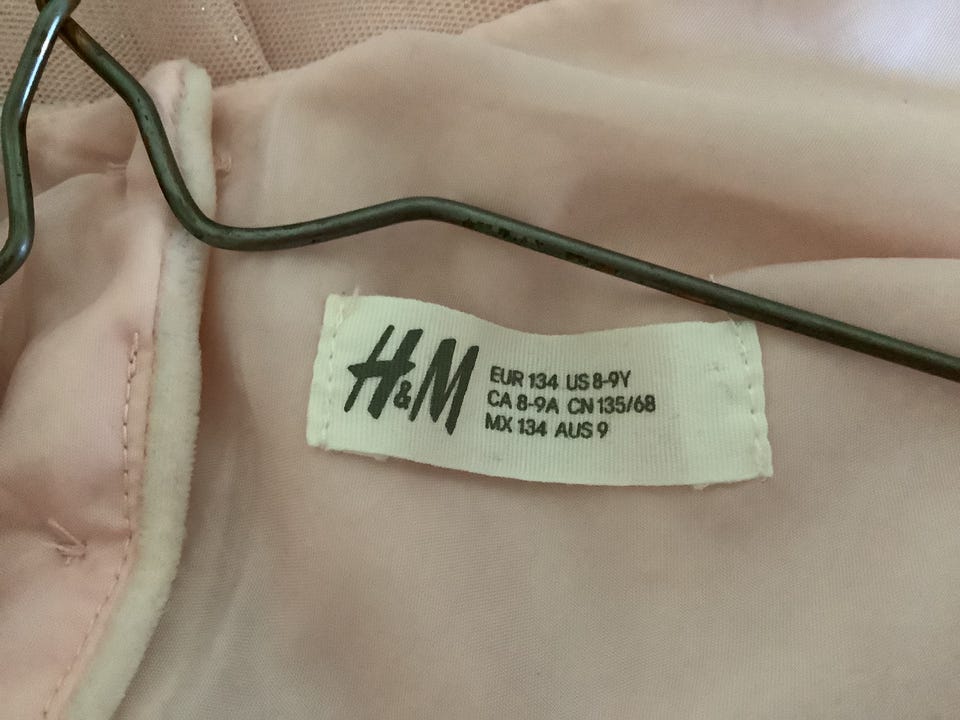 H&M
EUR 134 US 8-9Y
CA 8-9A CN 135/68
MX 134 AUS 9